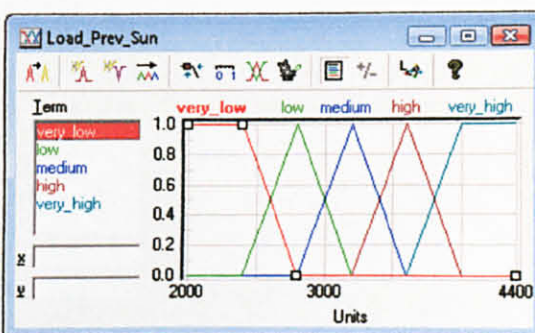 Load_Prev_Sun
Term
very_low
low
medium
high
very_high
very_low low medium high very_high
1.0
0.8
0.6
0.4
0.2
0.0
2000 3000 4400
Units